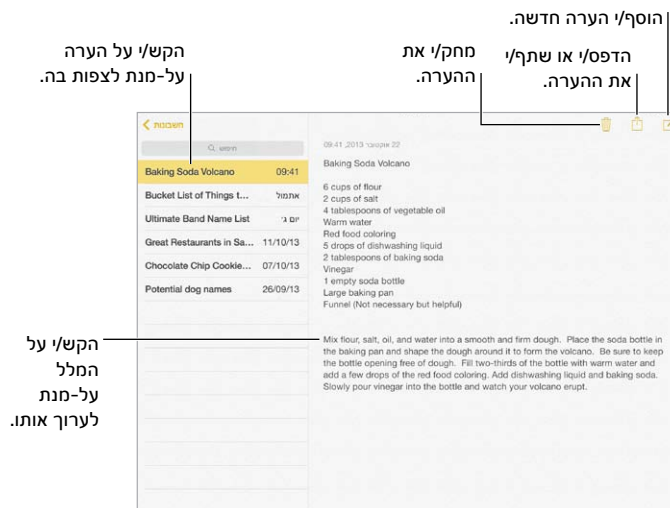 הוסף/י הערה חדשה.
הדפס/י או שתף/י
את ההערה.
מחק/י את
ההערה.
הקש/י על הערה
על-מנת לצפות בה.
חשבונות
חיפוש
Baking Soda Volcano 09:41
Bucket List of Things t... אתמול
Ultimate Band Name List יום ג׳
Great Restaurants in Sa... 11/10/13
Chocolate Chip Cookie... 07/10/13
Potential dog names 26/09/13
22 אוקטובר 2013, 09:41
Baking Soda Volcano
6 cups of flour
2 cups of salt
4 tablespoons of vegetable oil
Warm water
Red food coloring
5 drops of dishwashing liquid
2 tablespoons of baking soda
Vinegar
1 empty soda bottle
Large baking pan
Funnel (Not necessary but helpful)
Mix flour, salt, oil, and water into a smooth and firm dough. Place the soda bottle in
the baking pan and shape the dough around it to form the volcano. Be sure to keep
the bottle opening free of dough. Fill two-thirds of the bottle with warm water and
add a few drops of the red food coloring. Add dishwashing liquid and baking soda.
Slowly pour vinegar into the bottle and watch your volcano erupt.
הקש/י על
המלל
על-מנת
לערוך אותו.